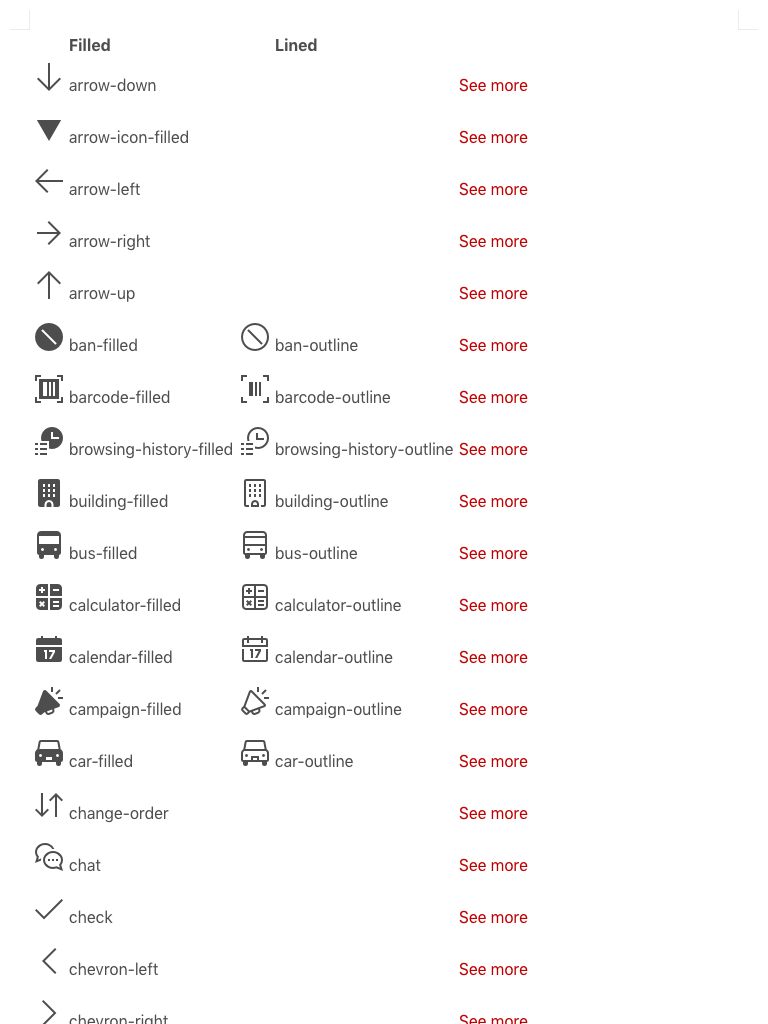 Filled Lined
arrow-down See more
arrow-icon-filled See more
arrow-left See more
arrow-right See more
arrow-up See more
ban-filled ban-outline See more
barcode-filled barcode-outline See more
browsing-history-filled browsing-history-outline See more
building-filled building-outline See more
bus-filled bus-outline See more
calculator-filled calculator-outline See more
17 calendar-filled 17 calendar-outline See more
campaign-filled campaign-outline See more
car-filled car-outline See more
change-order See more
chat See more
check See more
chevron-left See more
chevron-right See more